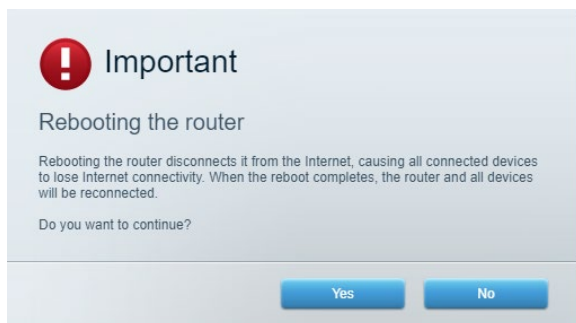 Important
Rebooting the router
Rebooting the router disconnects it from the Internet, causing all connected devices
to lose Internet connectivity. When the reboot completes, the router and all devices
will be reconnected.
Do you want to continue?
Yes
No